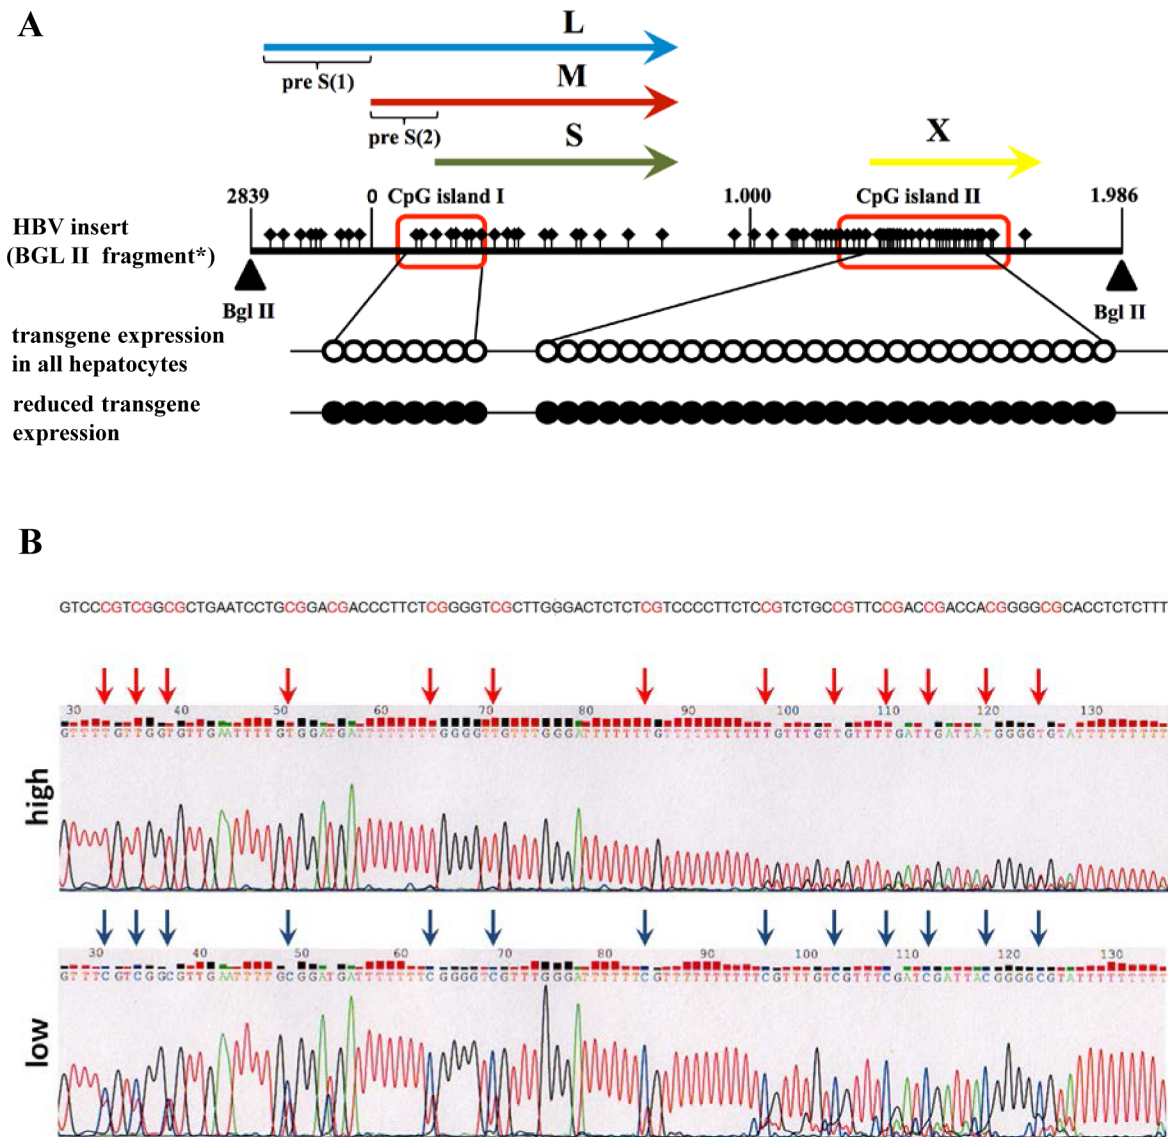 A
L
pre S(1)
M
pre S(2)
S
X
2839 0 CpG island I 1.000 CpG island II 1.986
HBV insert
(BGL II fragment*)
Bgl II Bgl II
transgene expression
in all hepatocytes
reduced transgene
expression
B
GTCCCGTCGGCGCTGAATCCTGCGGACGACCCTTCTCGGGGTCGCTTGGGACTCTCTCGTCCCCTTCTCCGTCTGCCGTTCCGACCGACCACGGGGCGCACCTCTCTTT
30 40 50 60 70 80 90 100 110 120 130
high
30 40 50 60 70 80 90 100 110 120 130
low